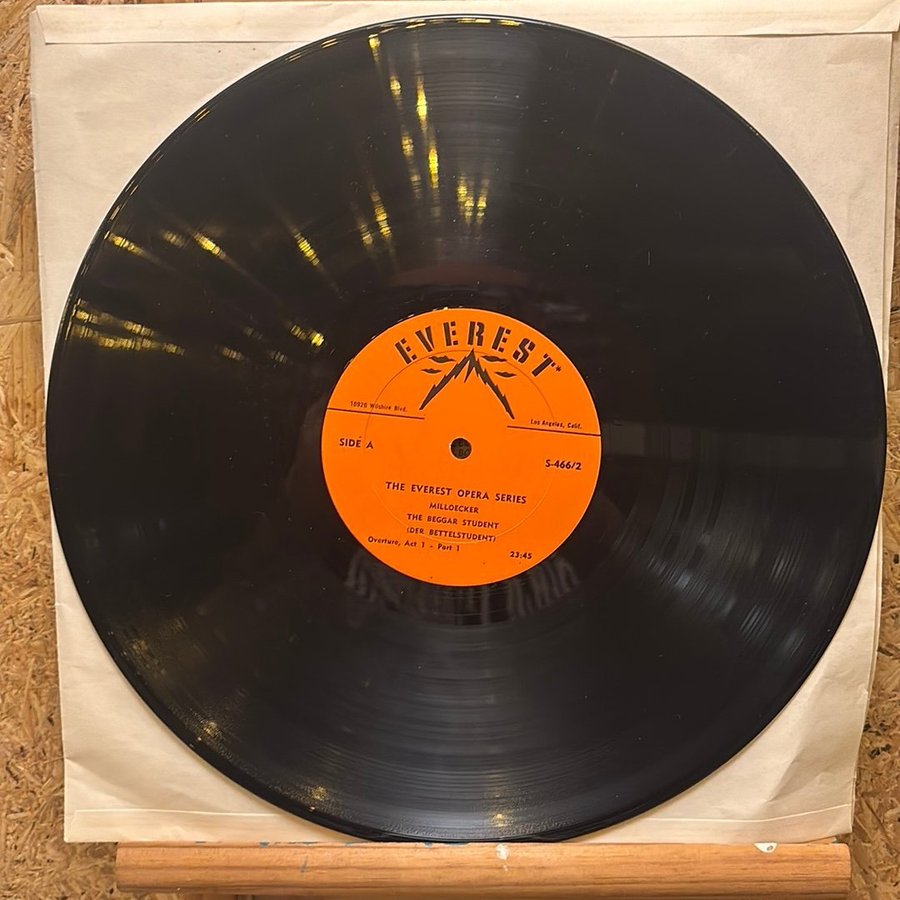 EVEREST*
10920 Wilshire Blvd.
Los Angeles, Calif.
SIDE A
S-466/2
THE EVEREST OPERA SERIES
MILLOECKER
THE BEGGAR STUDENT
(DER BETTELSTUDENT)
Overture, Act 1 - Part 1
23:45